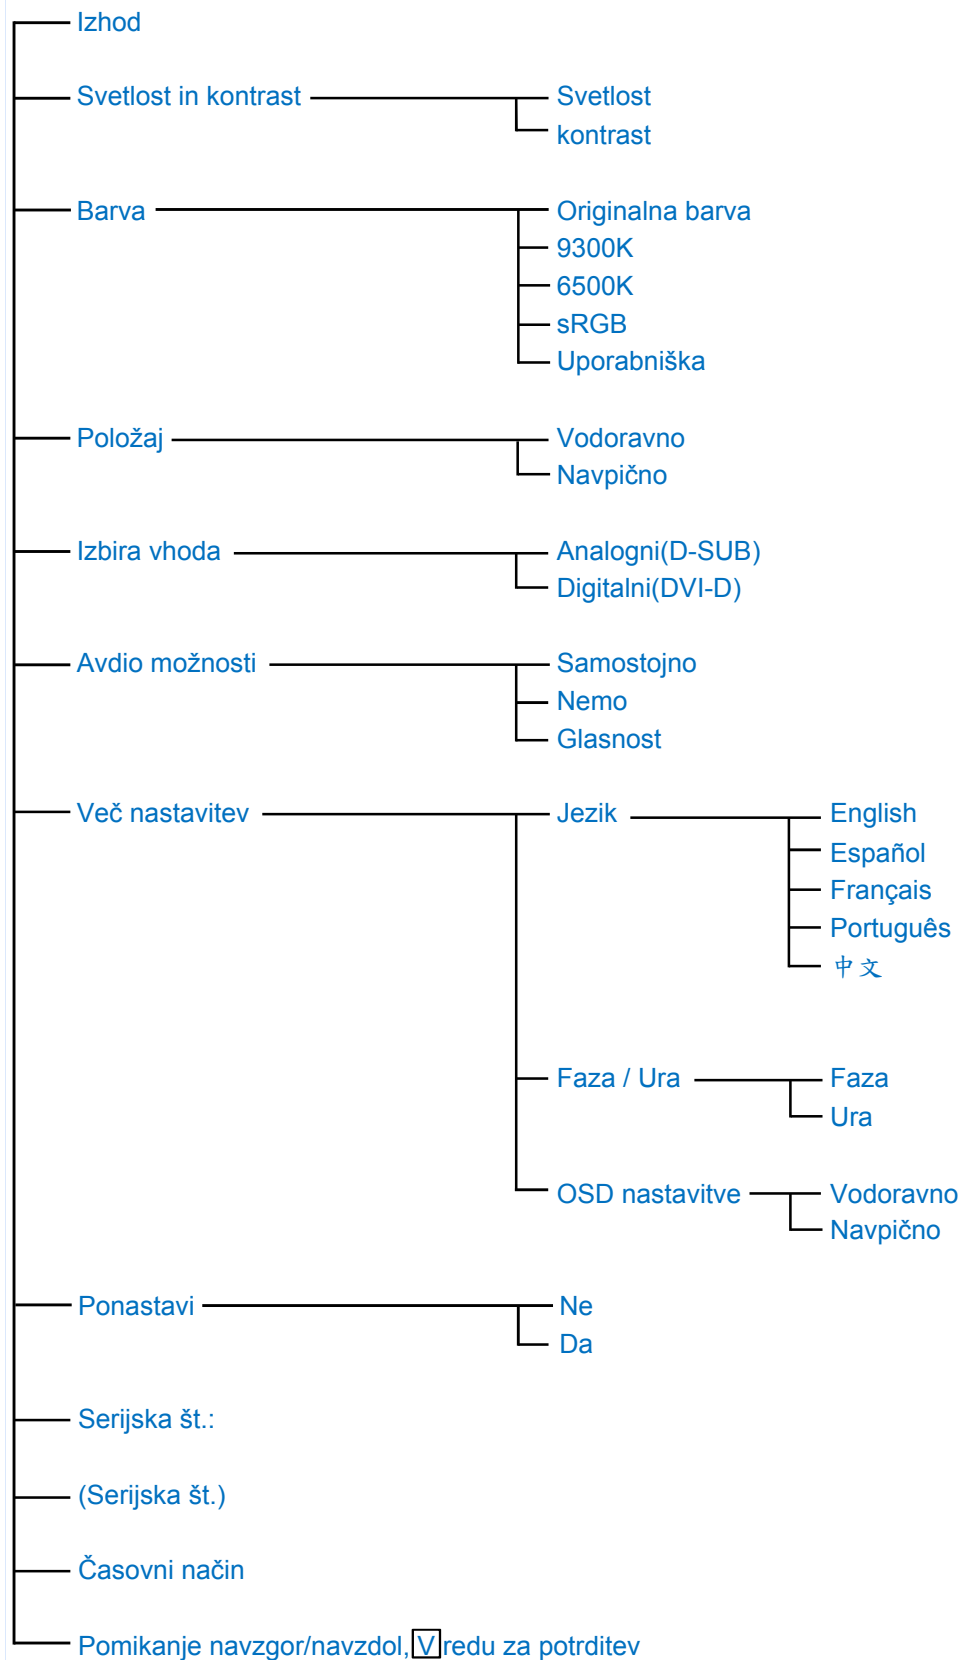 Izhod
Svetlost in kontrast
Svetlost
kontrast
Barva
Originalna barva
9300K
6500K
sRGB
Uporabniška
Položaj
Vodoravno
Navpično
Izbira vhoda
Analogni(D-SUB)
Digitalni(DVI-D)
Avdio možnosti
Samostojno
Nemo
Glasnost
Več nastavitev
Jezik
English
Español
Français
Português
中文
Faza / Ura
Faza
Ura
OSD nastavitve
Vodoravno
Navpično
Ponastavi
Ne
Da
Serijska št.:
(Serijska št.)
Časovni način
Pomikanje navzgor/navzdol, V redu za potrditev